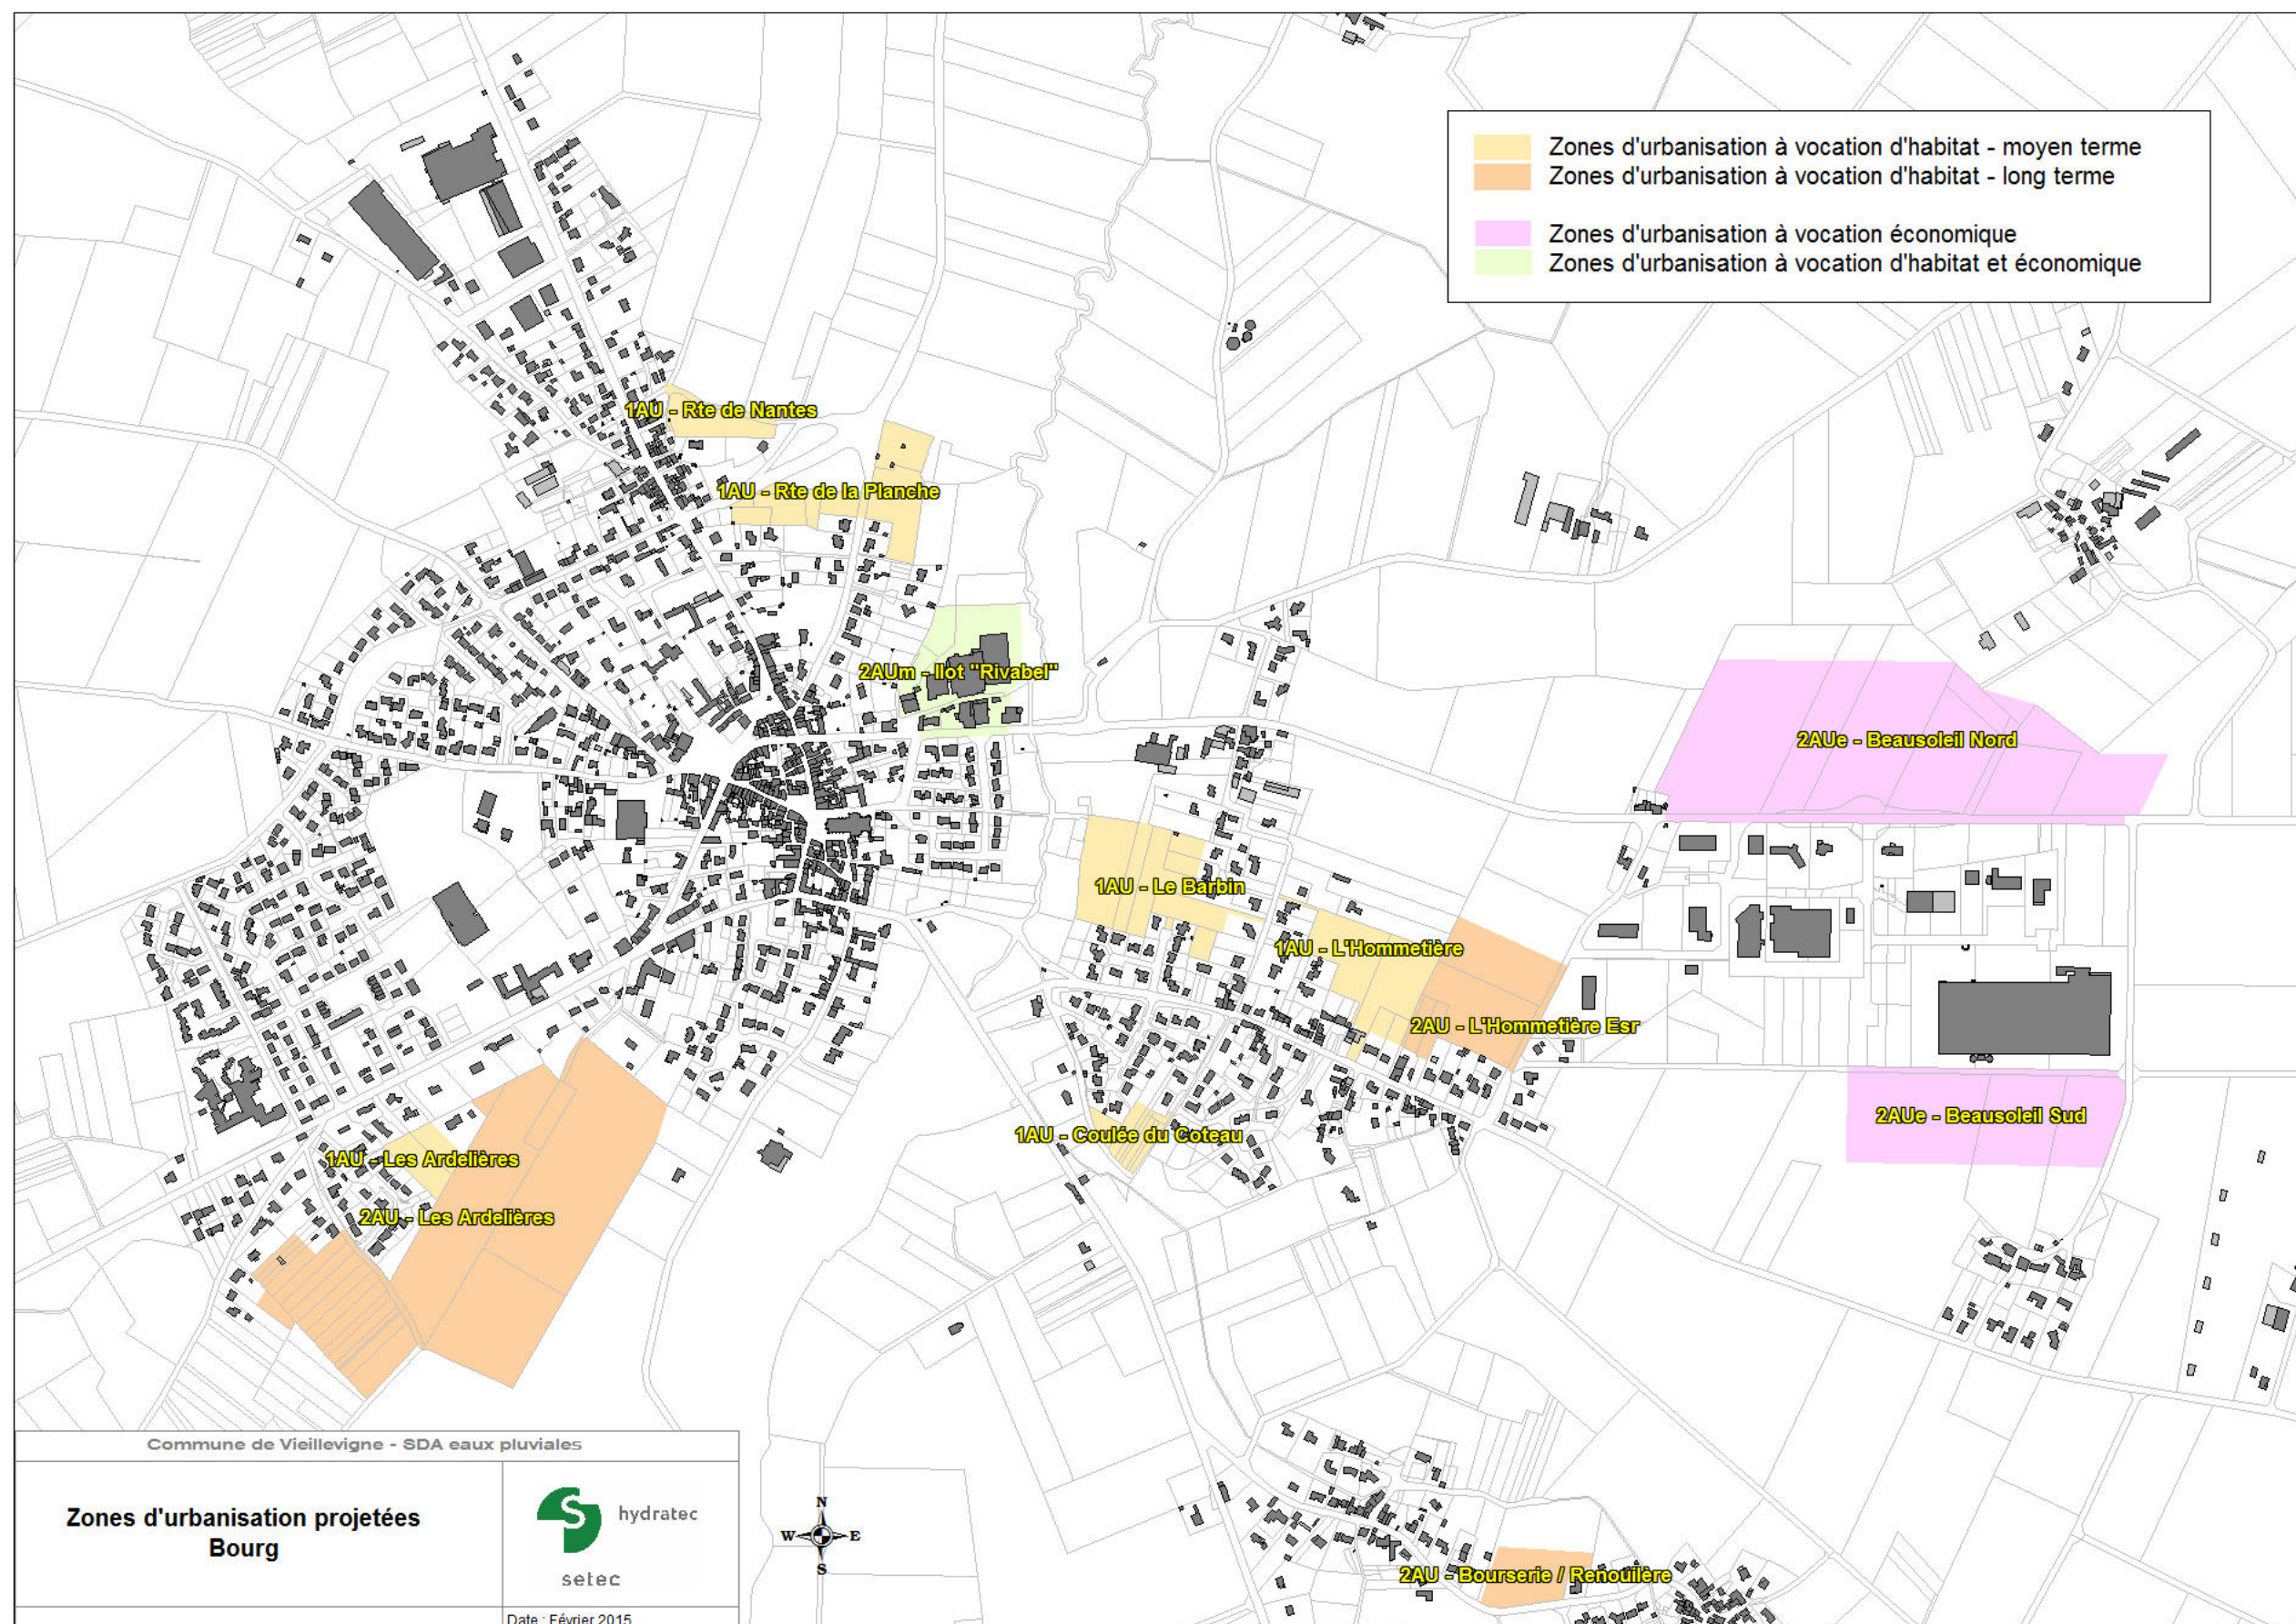 Zones d'urbanisation à vocation d'habitat - moyen terme
Zones d'urbanisation à vocation d'habitat - long terme
Zones d'urbanisation à vocation économique
Zones d'urbanisation à vocation d'habitat et économique
1AU - Rte de Nantes
1AU - Rte de la Planche
2AUm - Ilot "Rivabel"
2AUe - Beausoleil Nord
1AU - Le Barbin
1AU - L'Hommetière
2AU - L'Hommetière Esr
2AUe - Beausoleil Sud
1AU - Coulée du Coteau
1AU - Les Ardelières
2AU - Les Ardelières
2AU - Bourserie / Renouilère
Commune de Vieillevigne - SDA eaux pluviales
Zones d'urbanisation projetées
Bourg
hydratec
setec
Date : Février 2015
N
W E
S